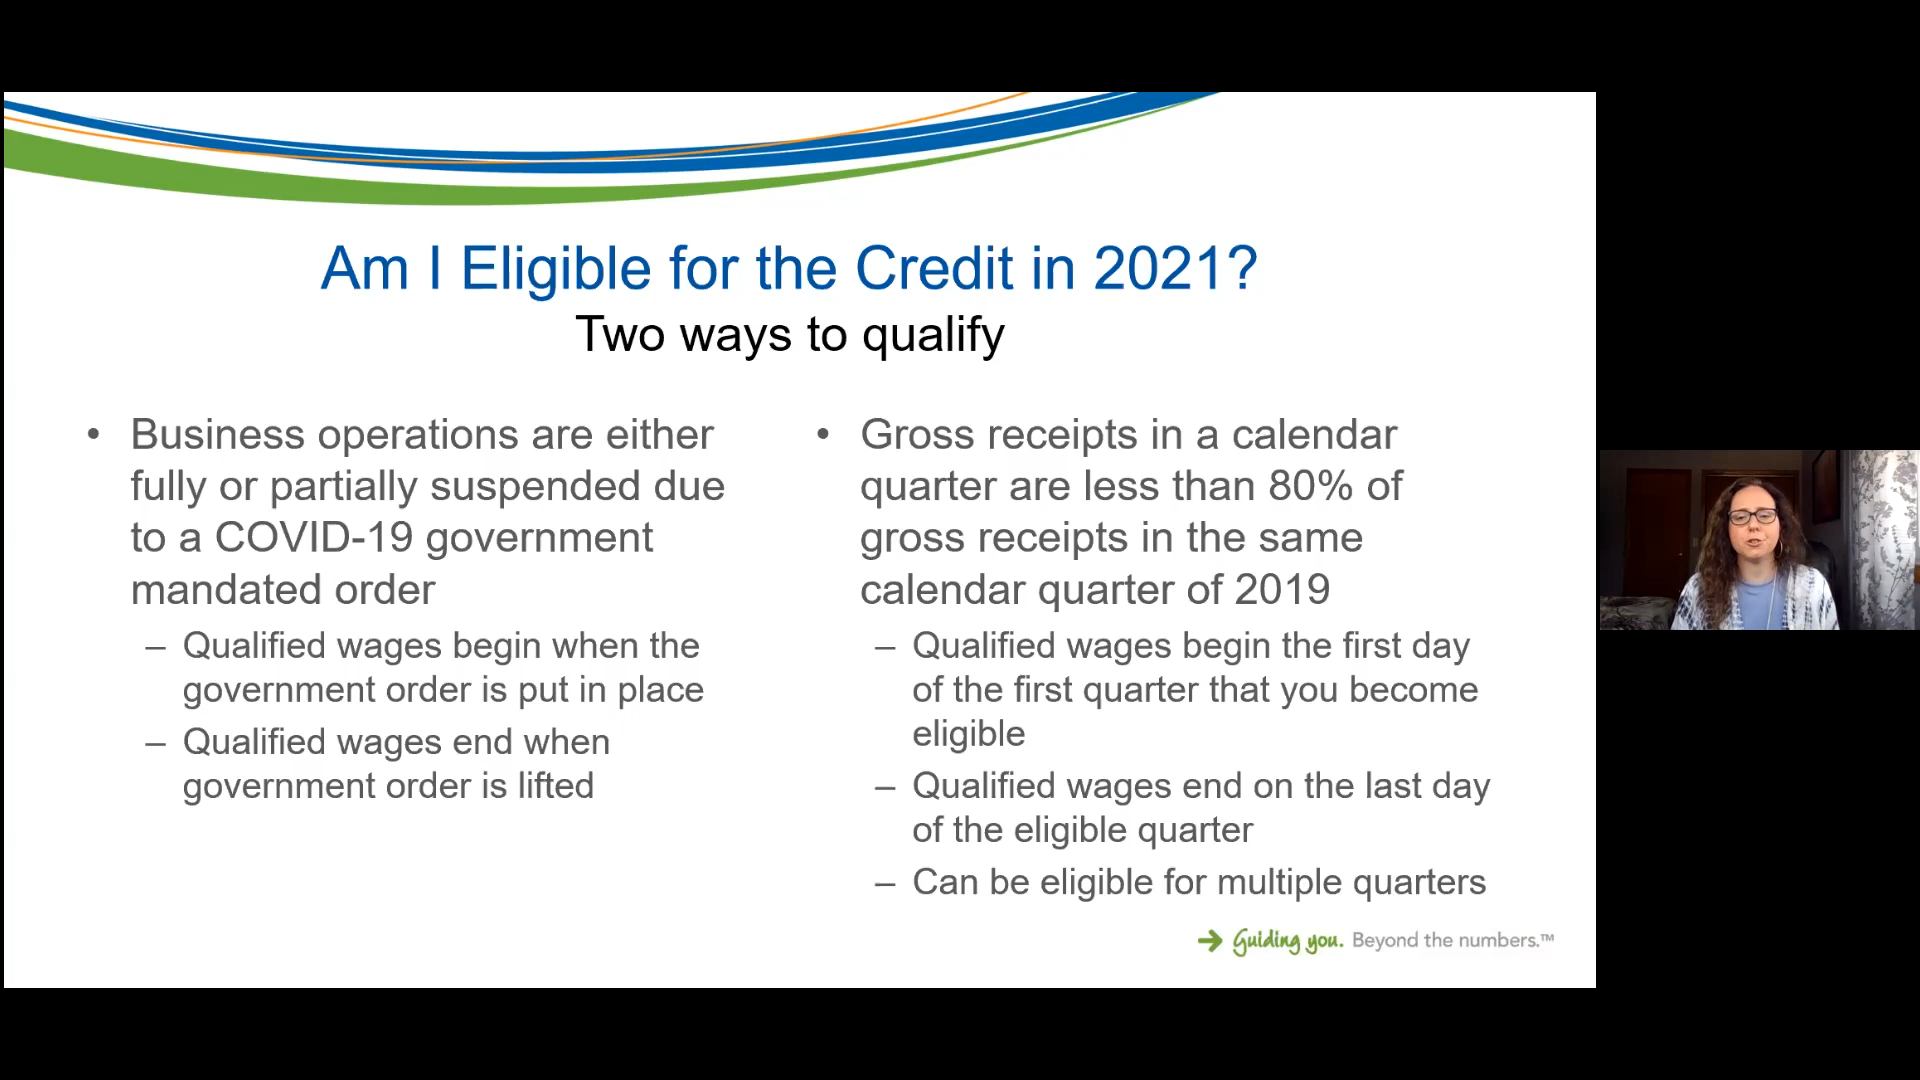 Am I Eligible for the Credit in 2021?
Two ways to qualify
• Business operations are either
fully or partially suspended due
to a COVID-19 government
mandated order
– Qualified wages begin when the
government order is put in place
– Qualified wages end when
government order is lifted
• Gross receipts in a calendar
quarter are less than 80% of
gross receipts in the same
calendar quarter of 2019
– Qualified wages begin the first day
of the first quarter that you become
eligible
– Qualified wages end on the last day
of the eligible quarter
– Can be eligible for multiple quarters
Guiding you. Beyond the numbers.™